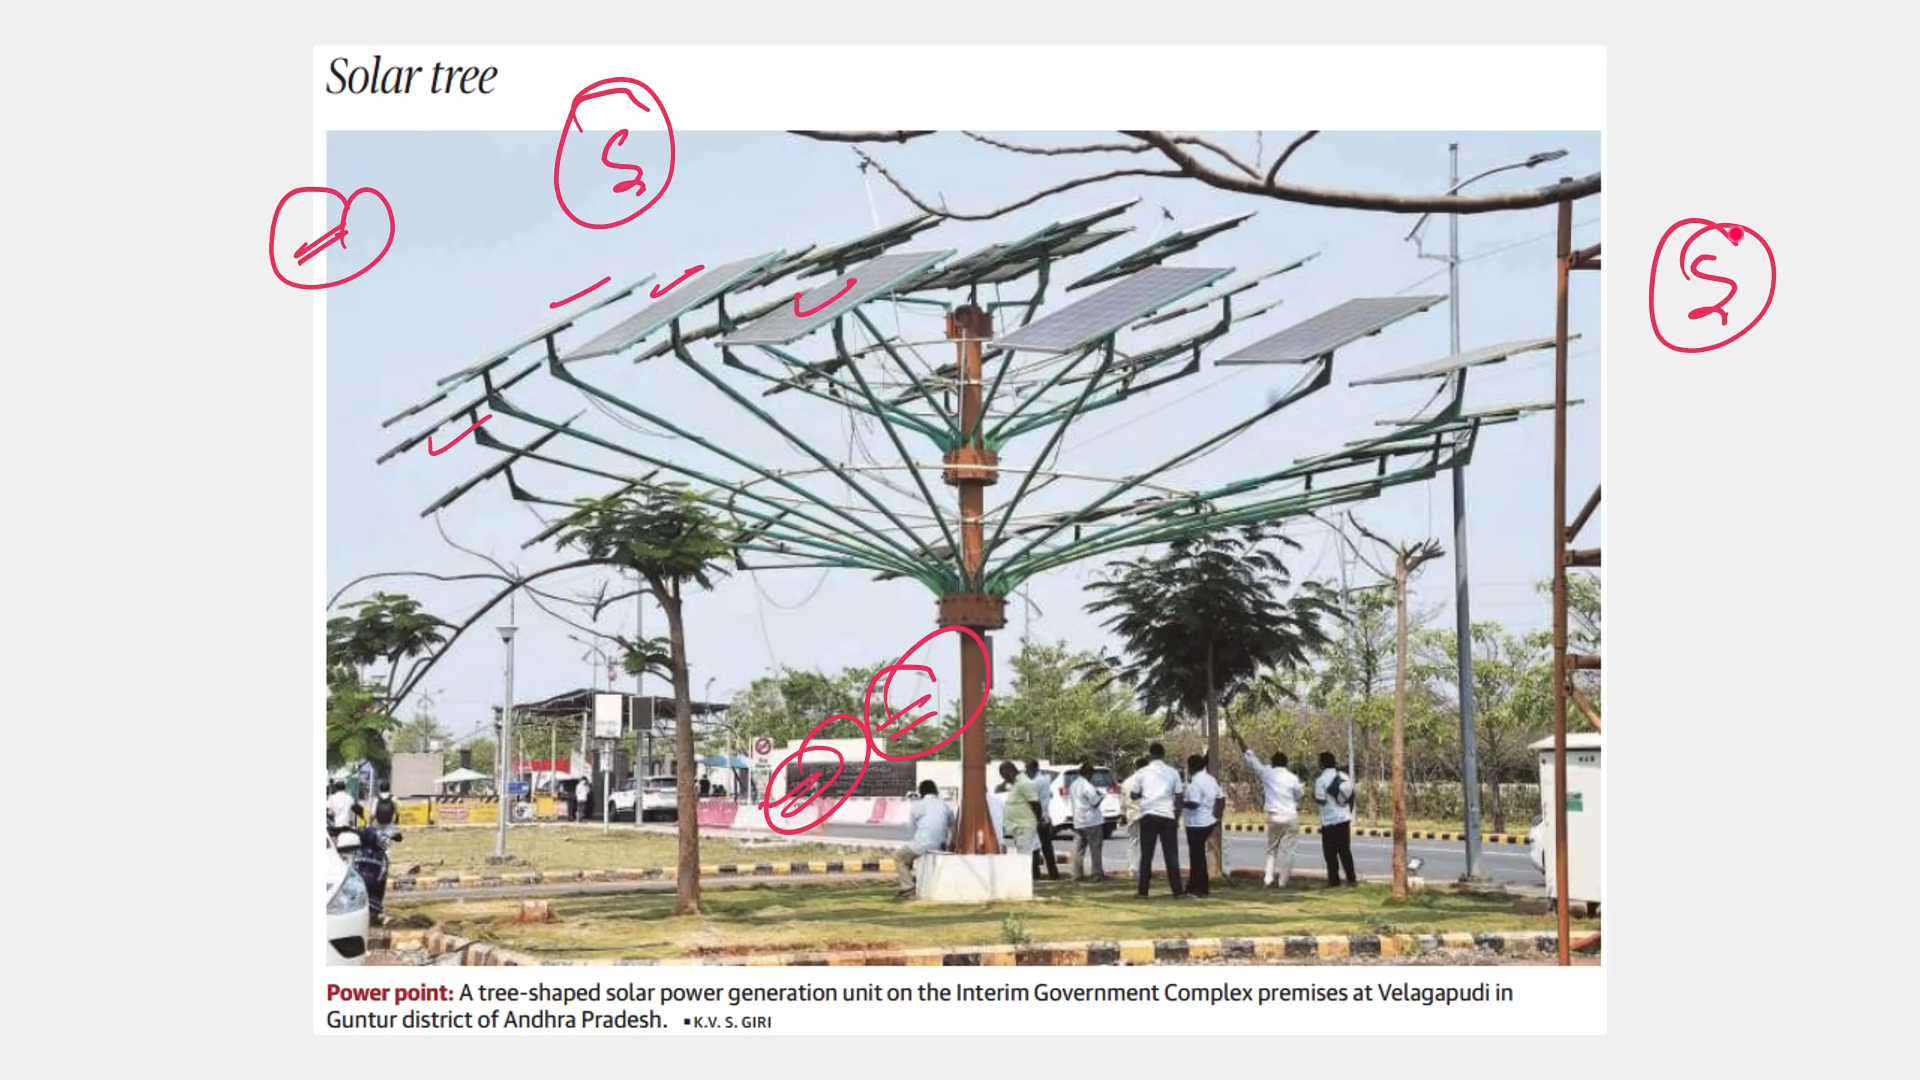 Solar tree
S
S
Power point: A tree-shaped solar power generation unit on the Interim Government Complex premises at Velagapudi in
Guntur district of Andhra Pradesh. ▪ K.V. S. GIRI